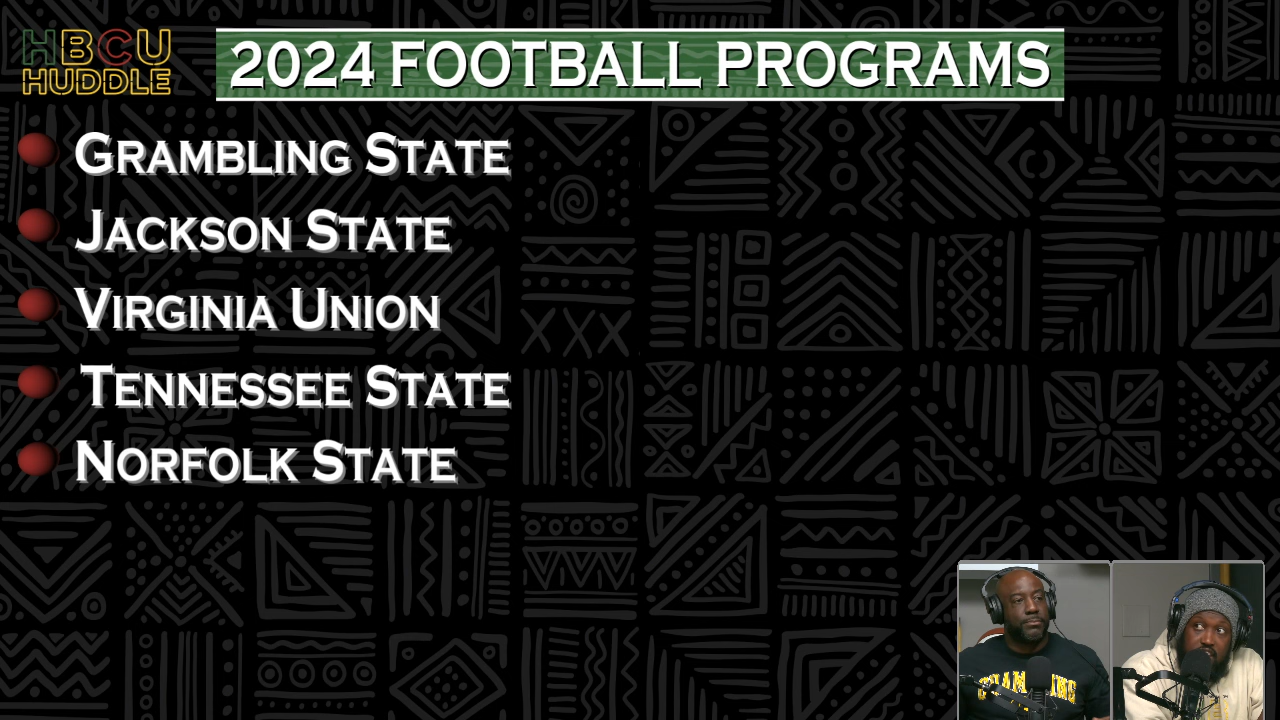 HBCU
HUDDLE
2024 FOOTBALL PROGRAMS
GRAMBLING STATE
JACKSON STATE
VIRGINIA UNION
TENNESSEE STATE
NORFOLK STATE